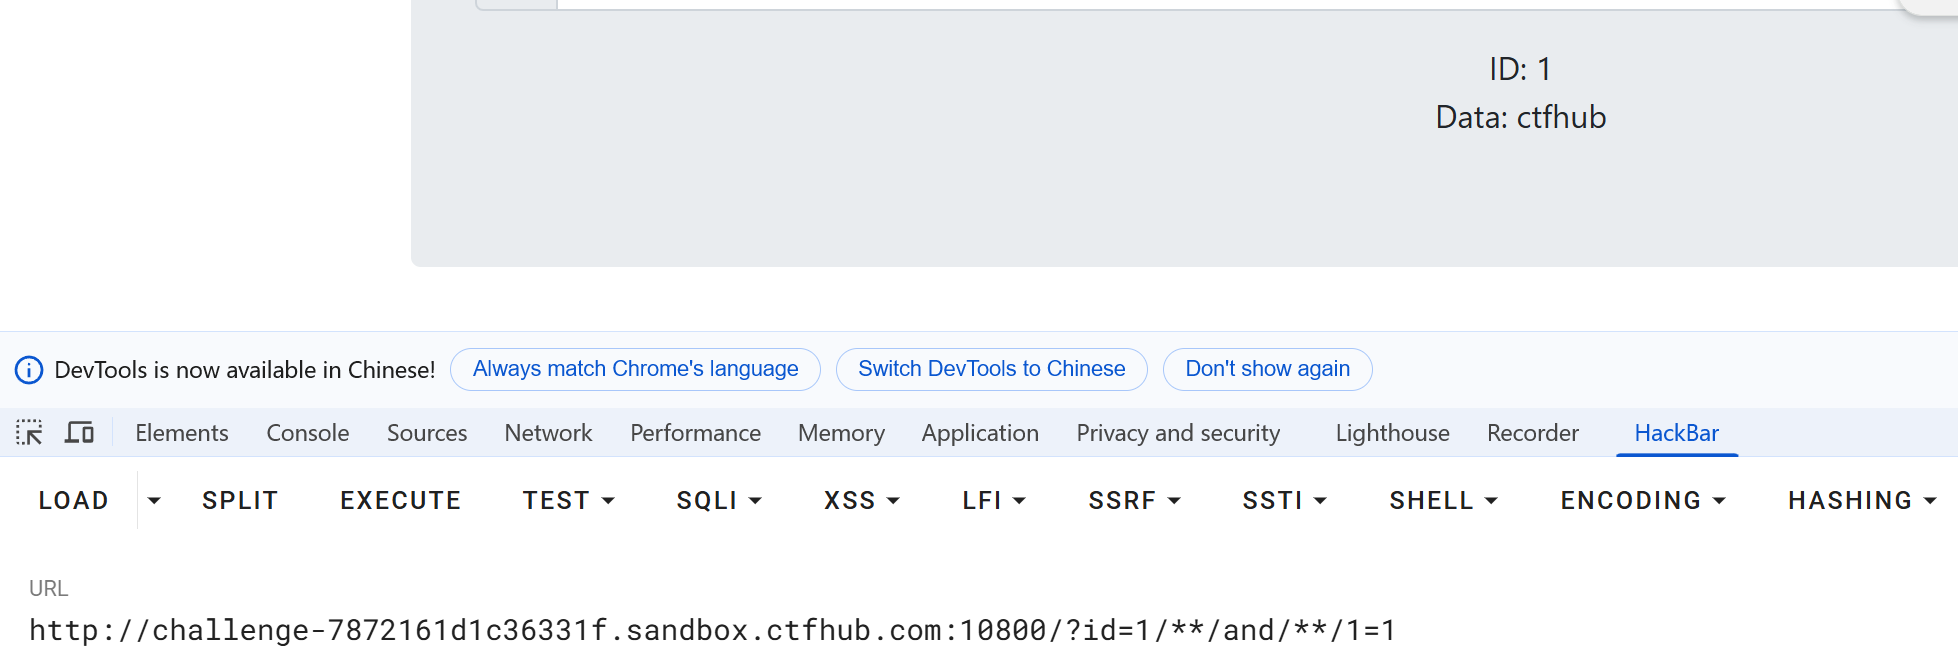 ID: 1
Data: ctfhub
DevTools is now available in Chinese! Always match Chrome's language Switch DevTools to Chinese Don't show again
Elements Console Sources Network Performance Memory Application Privacy and security Lighthouse Recorder HackBar
LOAD SPLIT EXECUTE TEST SQLI XSS LFI SSRF SSTI SHELL ENCODING HASHING
URL
http://challenge-7872161d1c36331f.sandbox.ctfhub.com:10800/?id=1/**/and/**/1=1